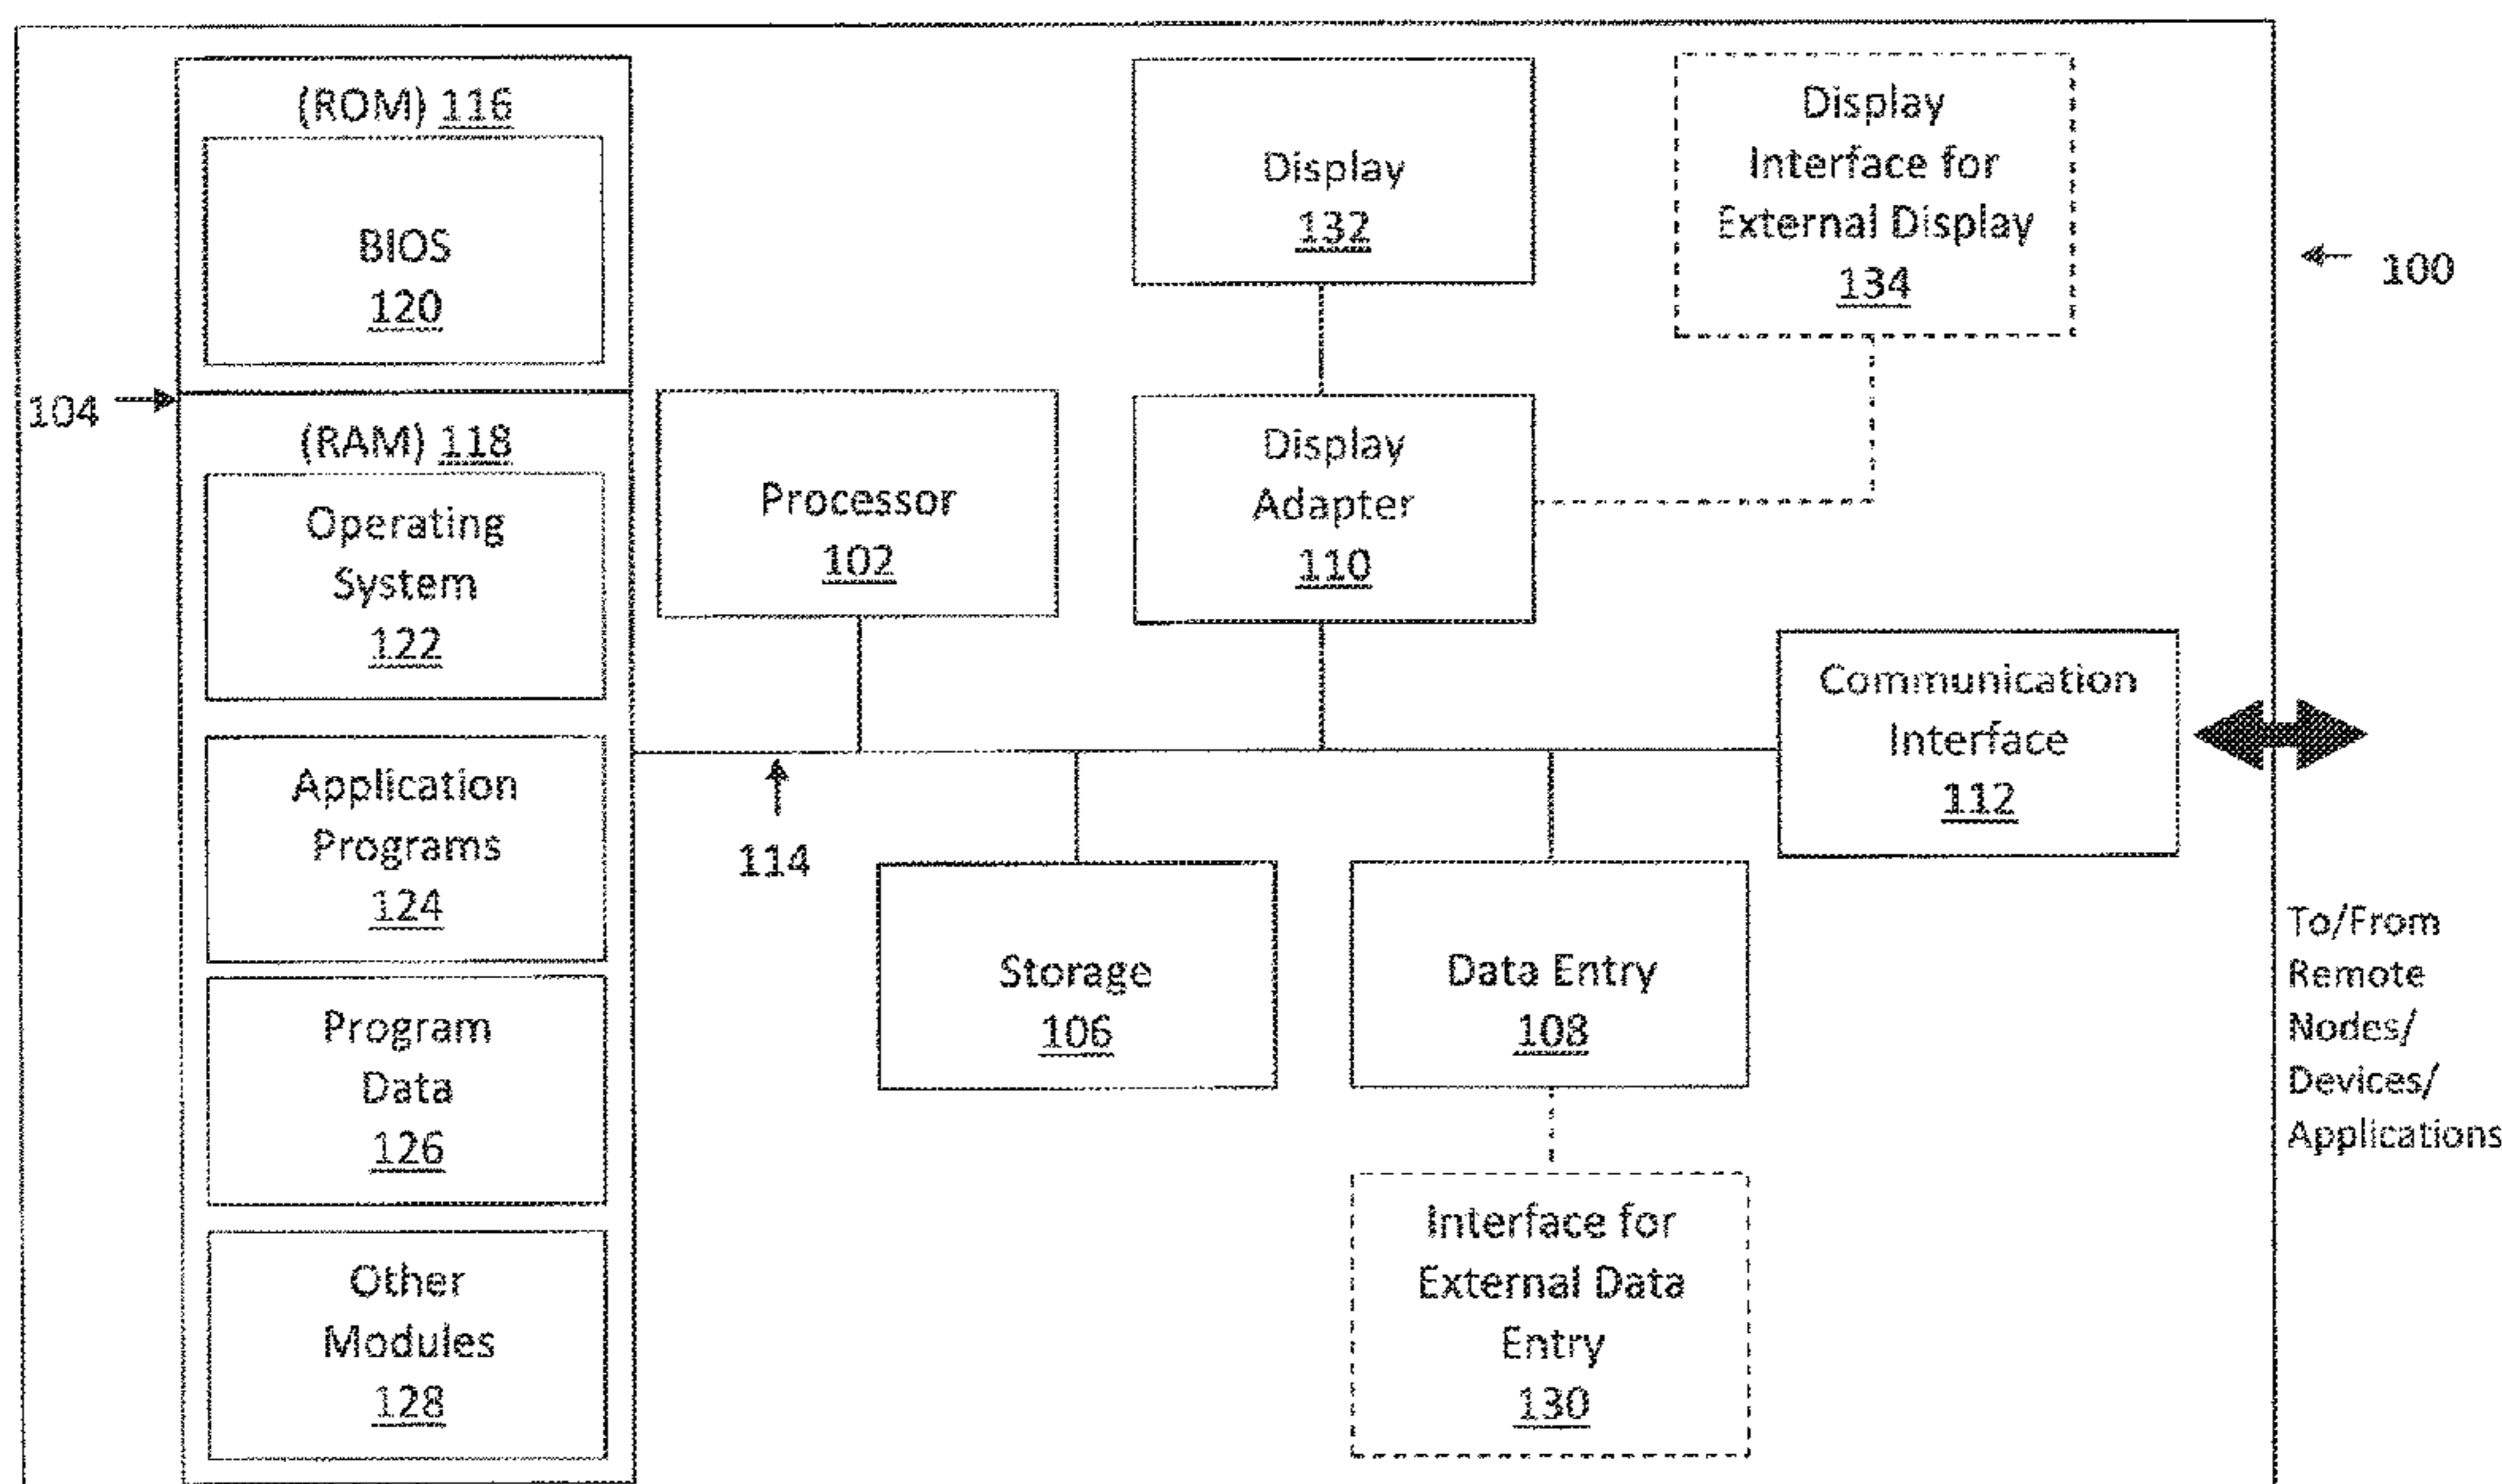 (ROM) 116
BIOS
120
104
(RAM) 118
Operating
System
122
Application
Programs
124
Program
Data
126
Other
Modules
128
Processor
102
Display
132
Display
Interface for
External Display
134
100
Display
Adapter
110
Communication
Interface
112
114
Storage
106
Data Entry
108
Interface for
External Data
Entry
130
To/From
Remote
Nodes/
Devices/
Applications